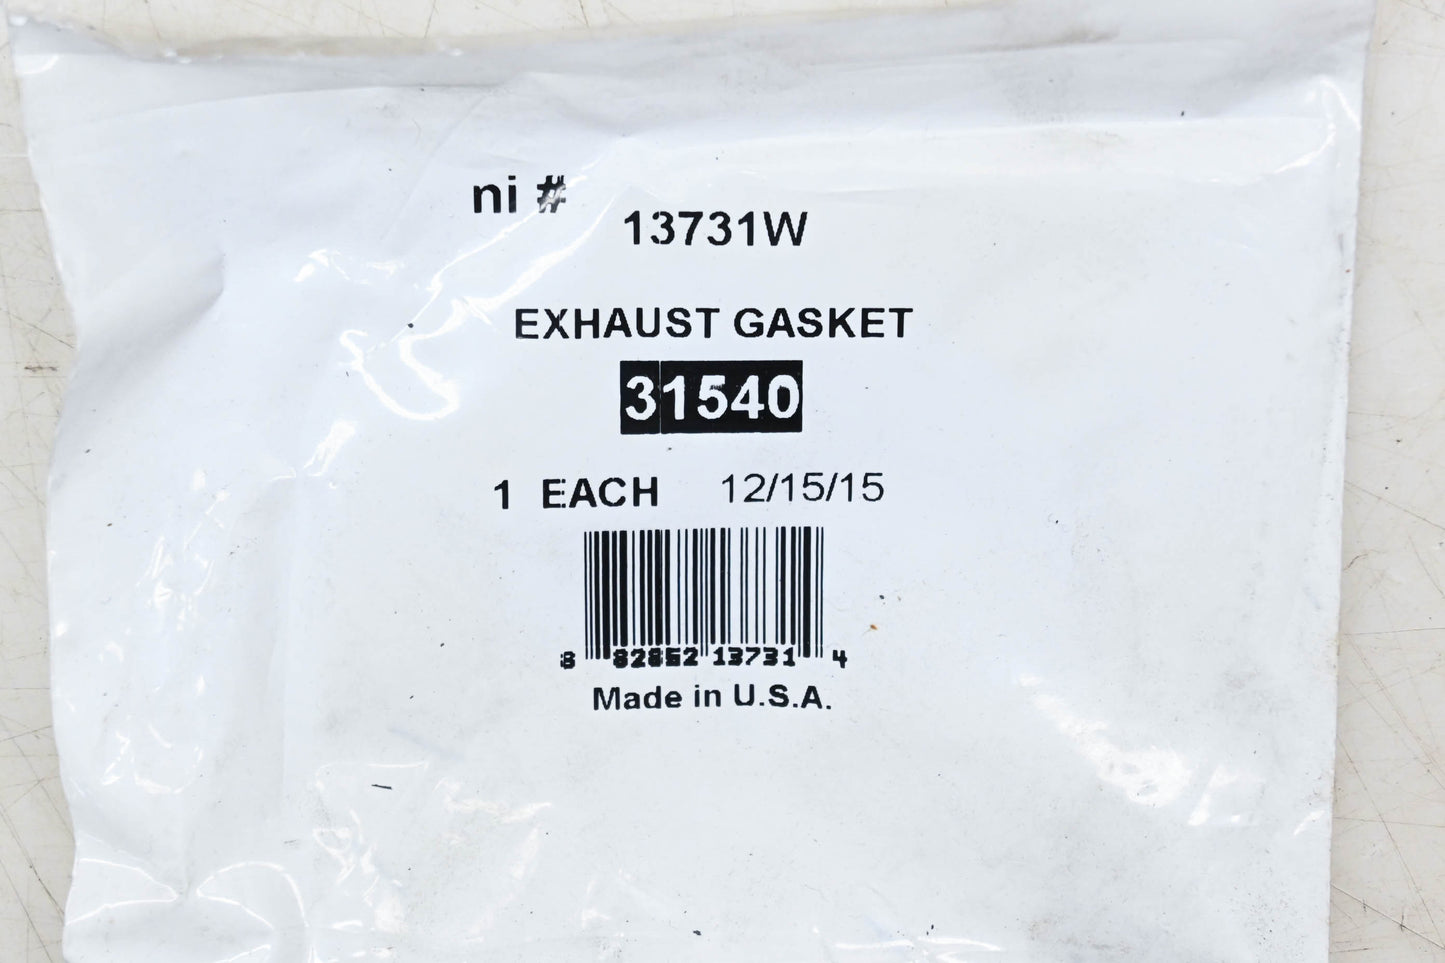 ni #
13731W
EXHAUST GASKET
31540
1 EACH 12/15/15
8 82852 13731 4
Made in U.S.A.